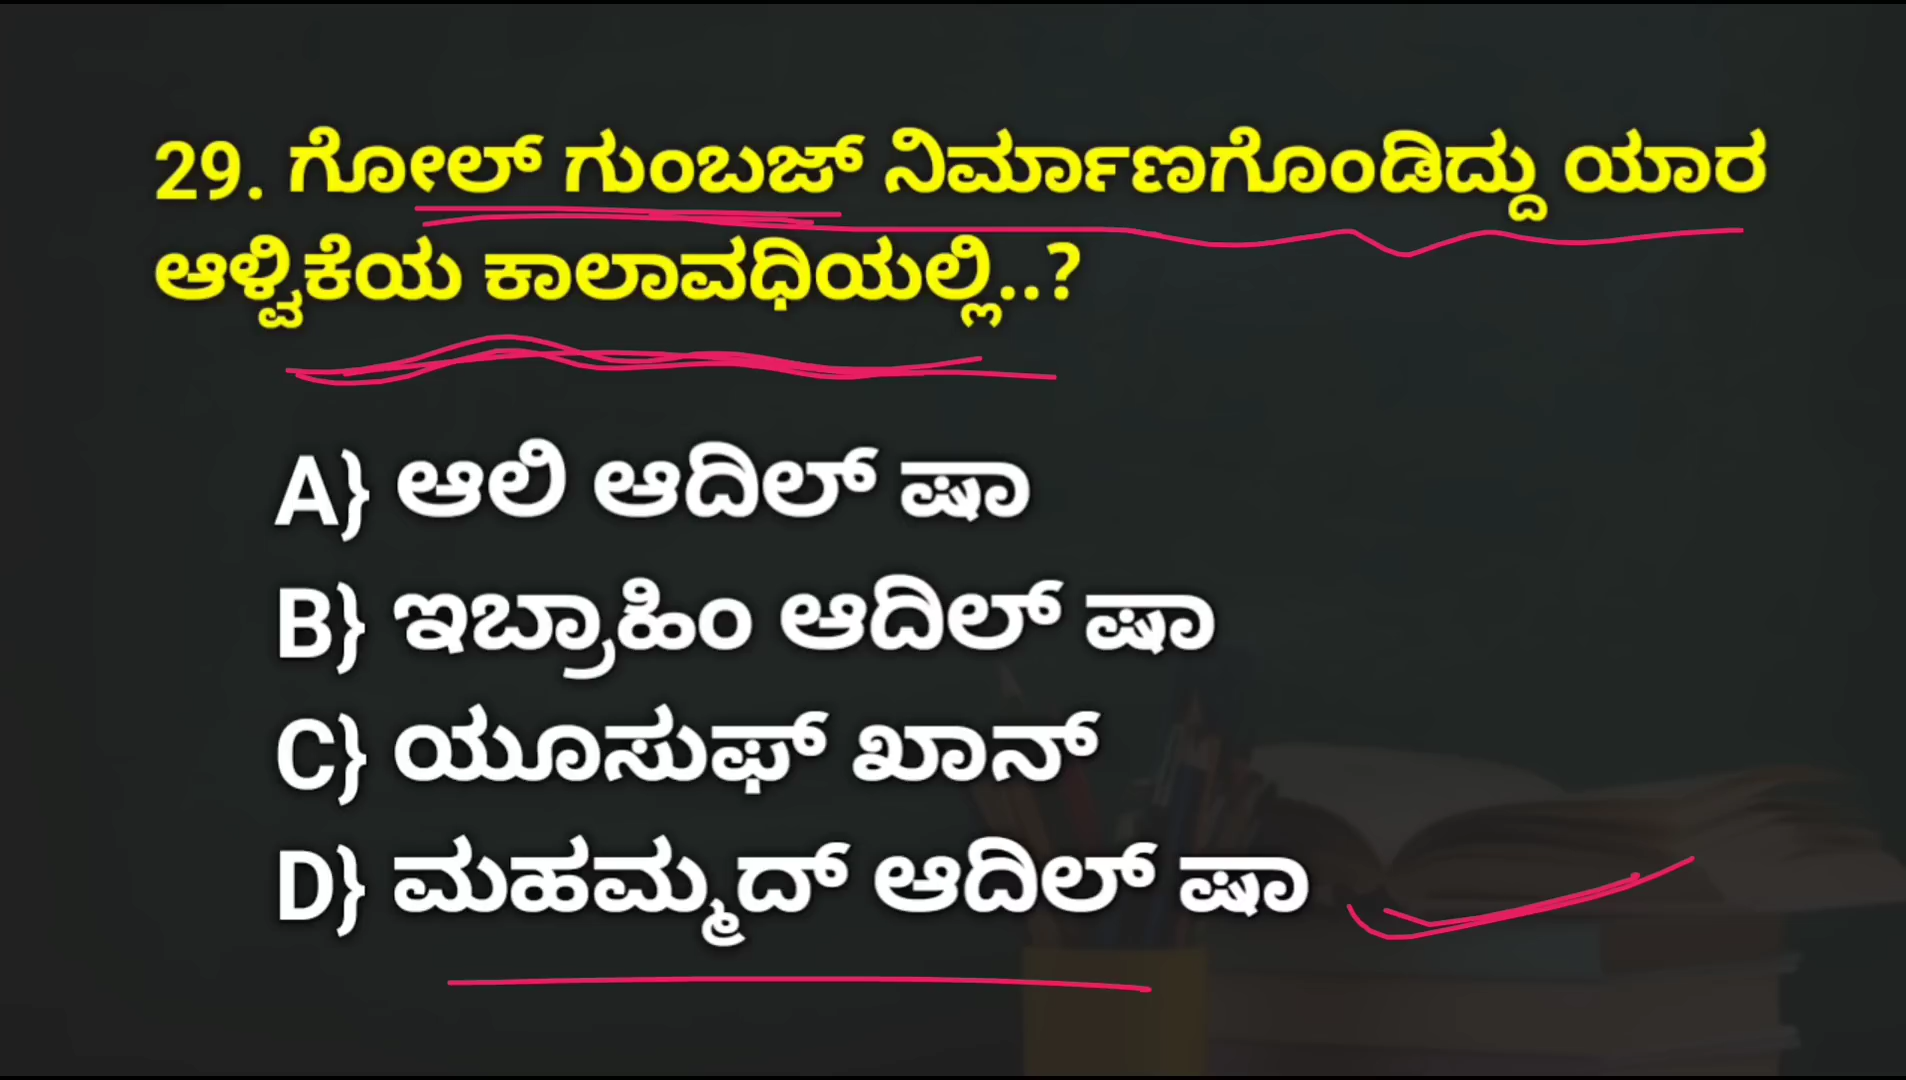 29. ಗೋಲ್ ಗುಂಬಜ್ ನಿರ್ಮಾಣಗೊಂಡಿದ್ದು ಯಾರ
ಆಳ್ವಿಕೆಯ ಕಾಲಾವಧಿಯಲ್ಲಿ..?
A} ಆಲಿ ಆದಿಲ್ ಷಾ
B} ಇಬ್ರಾಹಿಂ ಆದಿಲ್ ಷಾ
C} ಯೂಸುಫ್ ಖಾನ್
D} ಮಹಮ್ಮದ್ ಆದಿಲ್ ಷಾ